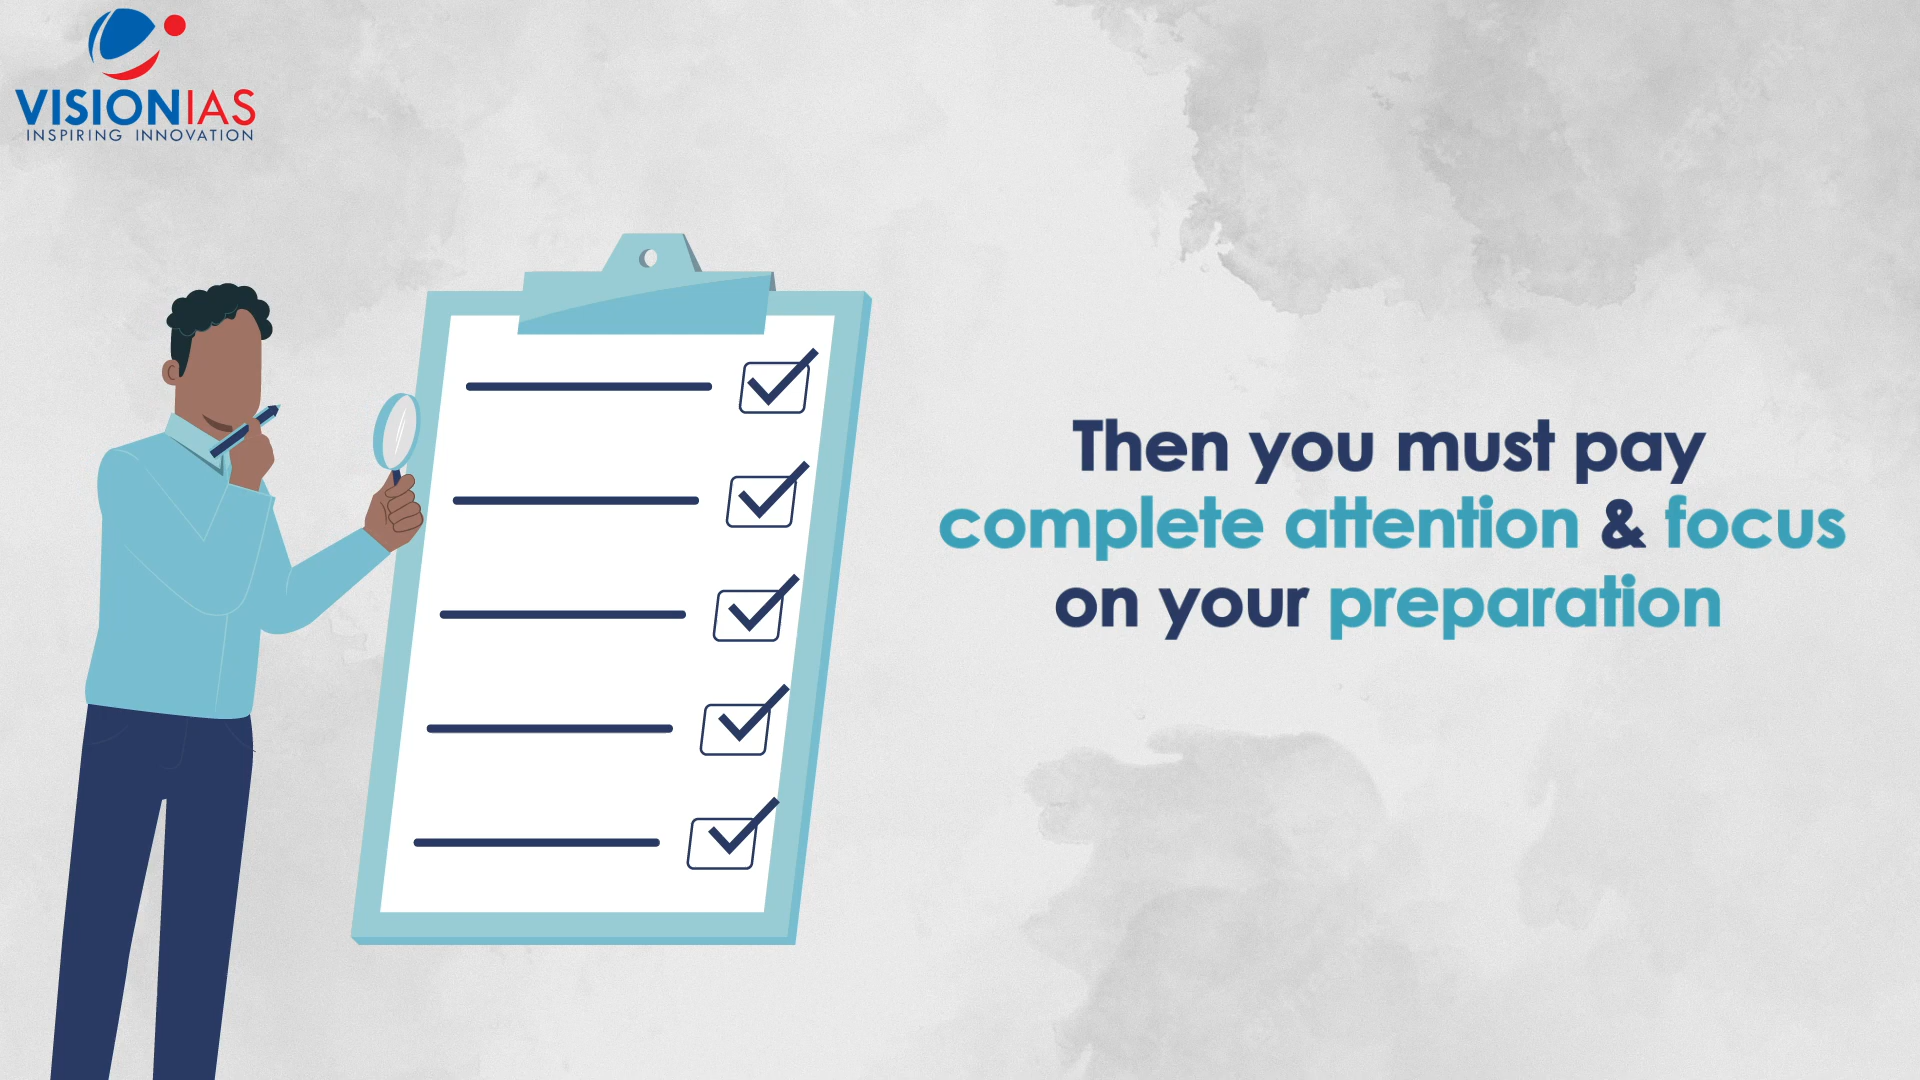 VISIONIAS
INSPIRING INNOVATION
Then you must pay
complete attention & focus
on your preparation